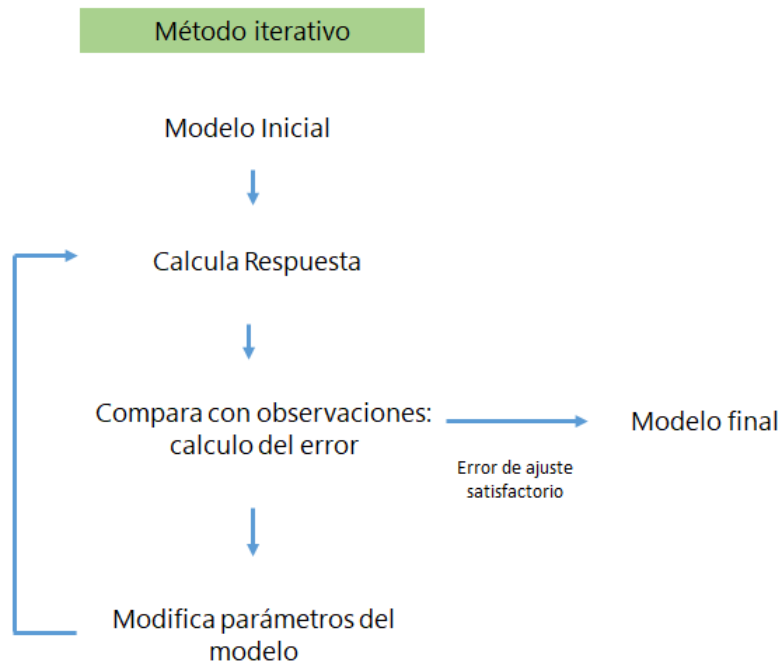 Método iterativo
Modelo Inicial
Calcula Respuesta
Compara con observaciones:
calculo del error
Modelo final
Error de ajuste
satisfactorio
Modifica parámetros del
modelo